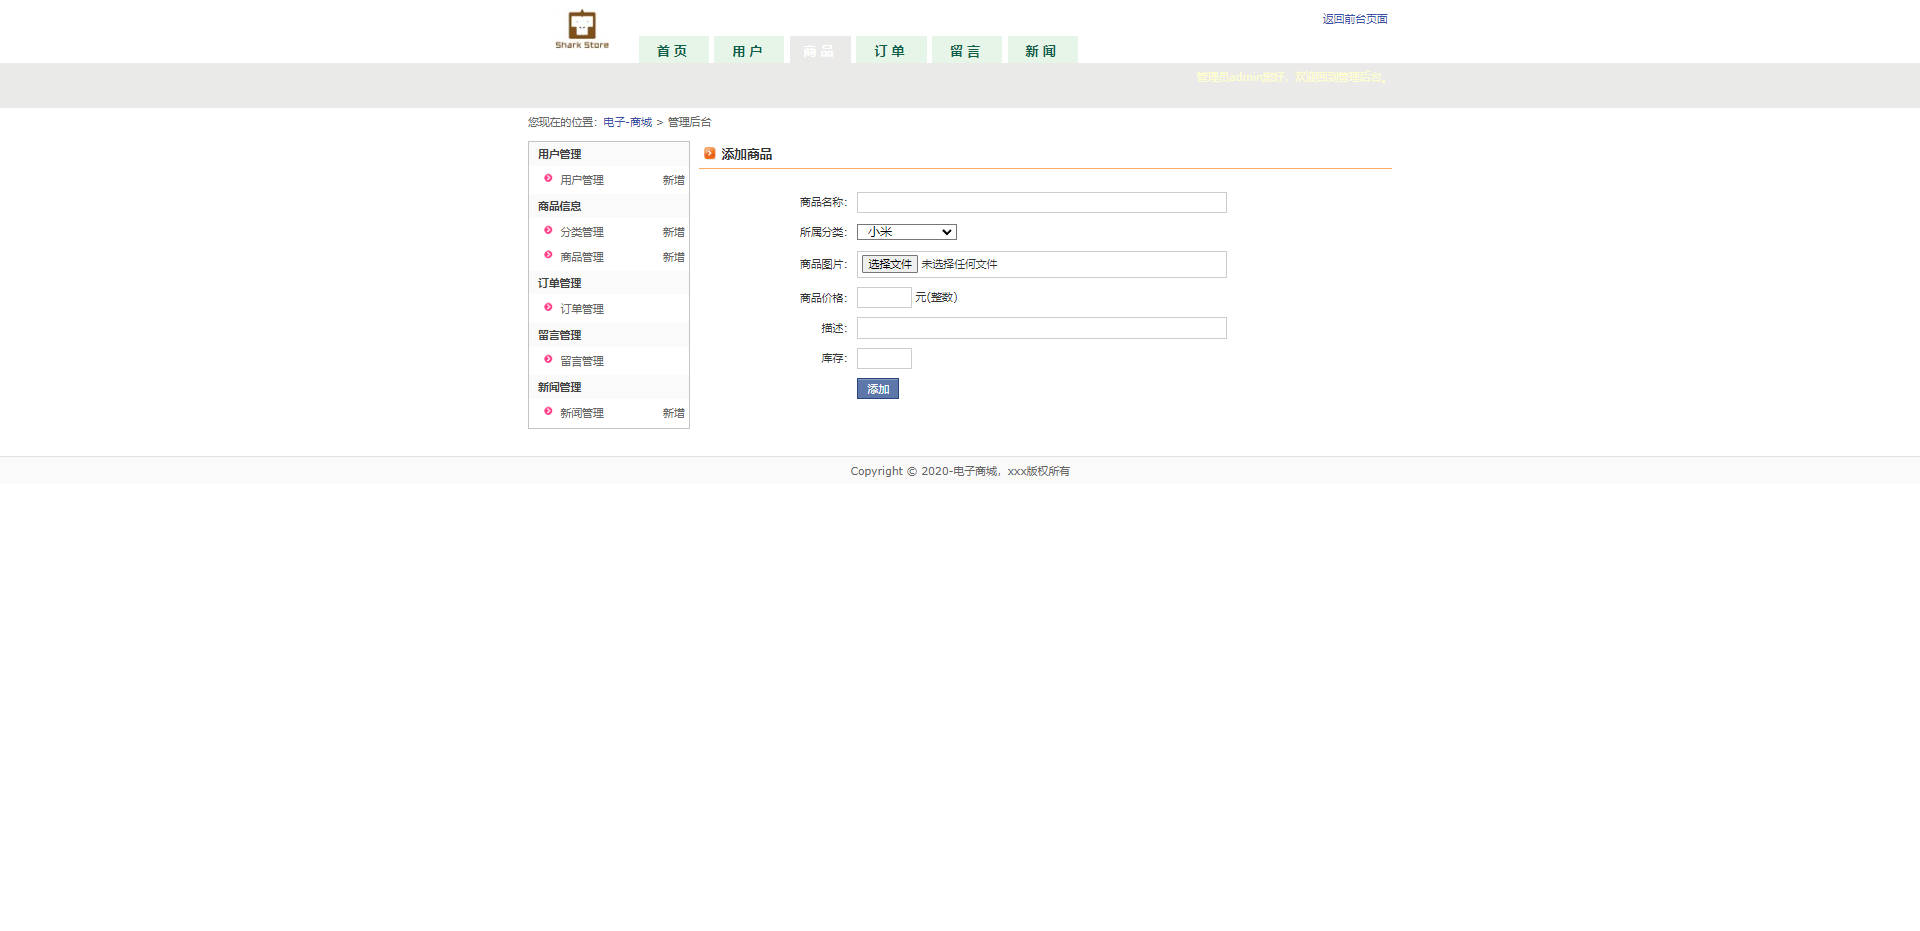 Shark Store
返回前台页面
首 页
用 户
商 品
订 单
留 言
新 闻
管理员admin您好,欢迎回到管理后台。
您现在的位置:电子-商城 > 管理后台
用户管理
用户管理 新增
商品信息
分类管理 新增
商品管理 新增
订单管理
订单管理
留言管理
留言管理
新闻管理
新闻管理 新增
添加商品
商品名称:
所属分类: 小米
商品图片: 选择文件 未选择任何文件
商品价格: 元(整数)
描述:
库存:
添加
Copyright © 2020-电子商城,xxx版权所有